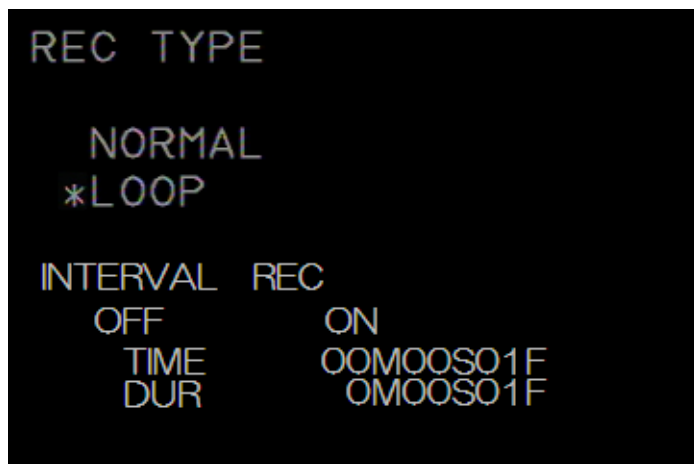 REC TYPE
NORMAL
*LOOP
INTERVAL REC
OFF ON
TIME 00M00S01F
DUR 0M00S01F